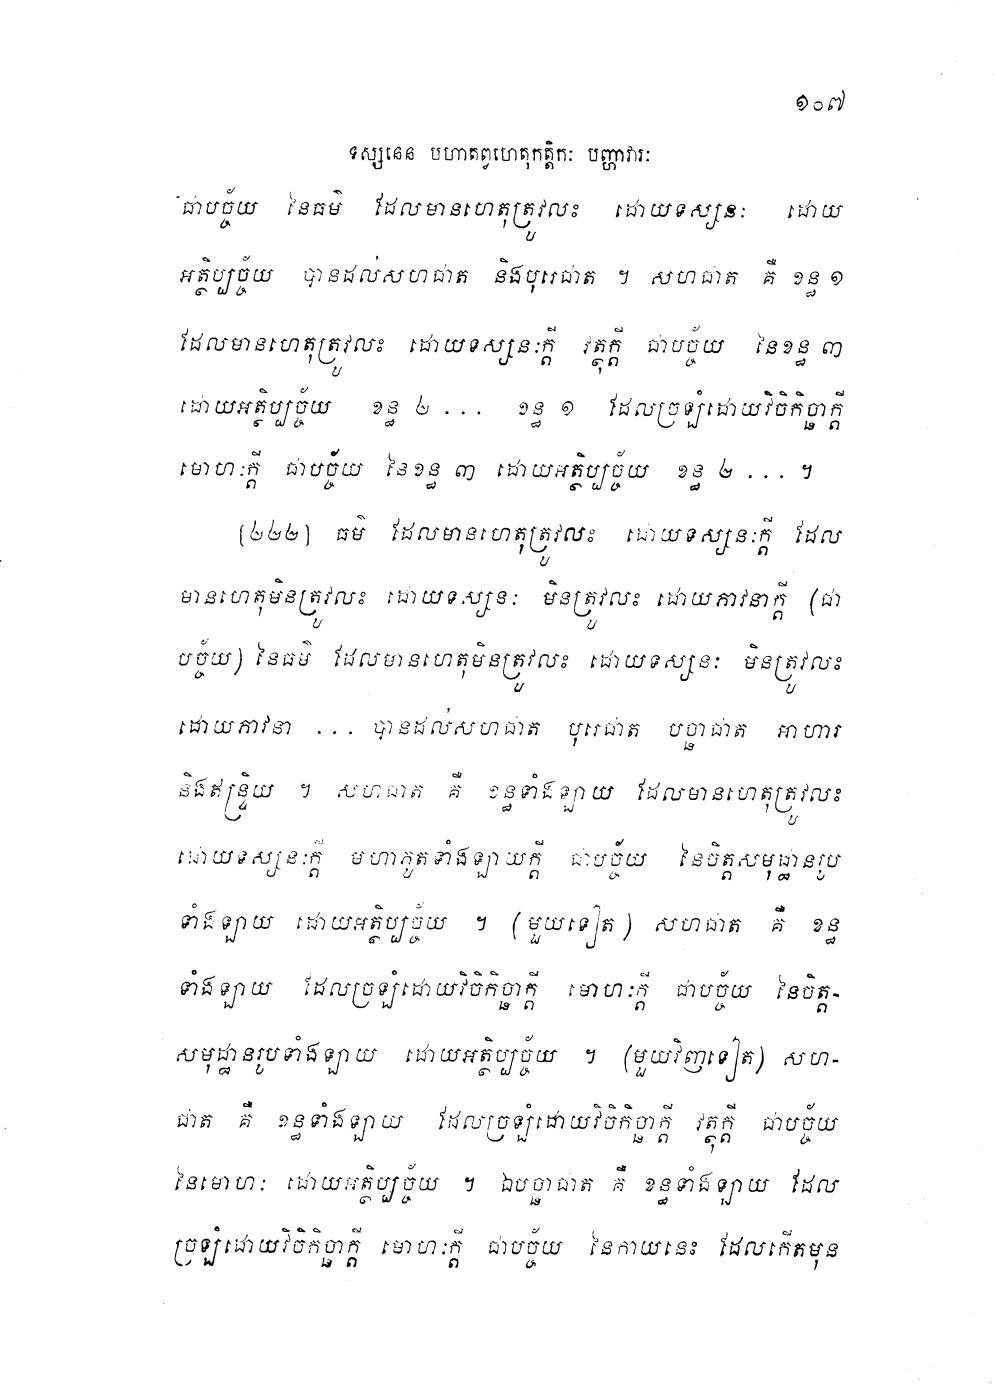 ១០៧
ទស្សនេន បហាតព្វហេតុកត្តិកៈ បញ្ហាវារៈ
ជាបច្ច័យ នៃធម៌ ដែលមានហេតុត្រូវលះ ដោយទស្សនៈ ដោយ
អត្ថិប្បច្ច័យ បានដល់សហជាត និងបុរេជាត ។ សហជាត គឺ ខន្ធ ១
ដែលមានហេតុត្រូវលះ ដោយទស្សនៈក្តី វត្ថុក្តី ជាបច្ច័យ នៃខន្ធ ៣
ដោយអត្ថិប្បច្ច័យ ខន្ធ ២ ... ខន្ធ ១ ដែលច្រឡំដោយវិចិកិច្ឆាក្តី
មោហៈក្តី ជាបច្ច័យ នៃខន្ធ ៣ ដោយអត្ថិប្បច្ច័យ ខន្ធ ២ ... ។
[២២២] ធម៌ ដែលមានហេតុត្រូវលះ ដោយទស្សនៈក្តី ដែល
មានហេតុមិនត្រូវលះ ដោយទស្សនៈ មិនត្រូវលះ ដោយភាវនាក្តី (ជា
បច្ច័យ) នៃធម៌ ដែលមានហេតុមិនត្រូវលះ ដោយទស្សនៈ មិនត្រូវលះ
ដោយភាវនា ... បានដល់សហជាត បុរេជាត បច្ឆាជាត អាហារ
និងឥន្ទ្រិយ ។ សហជាត គឺ ខន្ធទាំងឡាយ ដែលមានហេតុត្រូវលះ
ដោយទស្សនៈក្តី មហាភូតទាំងឡាយក្តី ជាបច្ច័យ នៃចិត្តសមុដ្ឋានរូប
ទាំងឡាយ ដោយអត្ថិប្បច្ច័យ ។ (មួយទៀត) សហជាត គឺ ខន្ធ
ទាំងឡាយ ដែលច្រឡំដោយវិចិកិច្ឆាក្តី មោហៈក្តី ជាបច្ច័យ នៃចិត្ត-
សមុដ្ឋានរូបទាំងឡាយ ដោយអត្ថិប្បច្ច័យ ។ (មួយវិញទៀត) សហ-
ជាត គឺ ខន្ធទាំងឡាយ ដែលច្រឡំដោយវិចិកិច្ឆាក្តី វត្ថុក្តី ជាបច្ច័យ
នៃមោហៈ ដោយអត្ថិប្បច្ច័យ ។ ឯបច្ឆាជាត គឺ ខន្ធទាំងឡាយ ដែល
ច្រឡំដោយវិចិកិច្ឆាក្តី មោហៈក្តី ជាបច្ច័យ នៃកាយនេះ ដែលកើតមុន